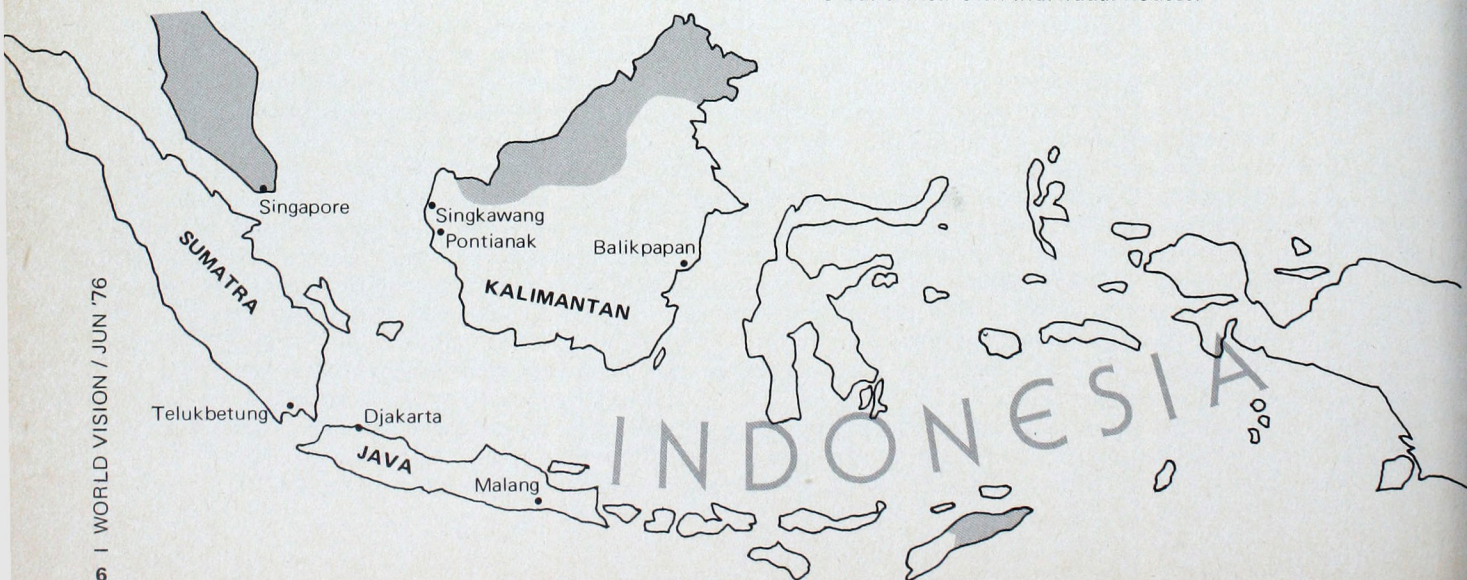 Singapore
SUMATRA
Singkawang
Pontianak
Balikpapan
KALIMANTAN
Telukbetung
Djakarta
JAVA
Malang
INDONESIA
6 | WORLD VISION / JUN '76